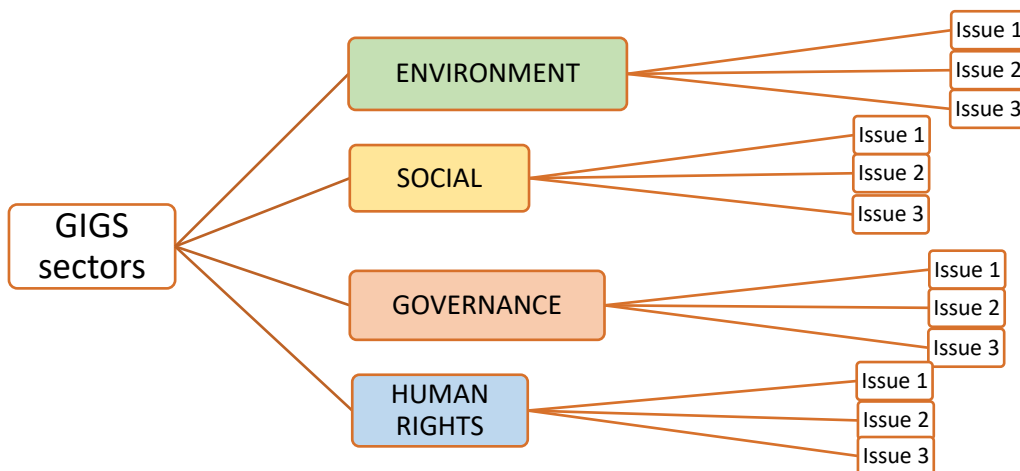 GIGS
sectors
ENVIRONMENT
Issue 1
Issue 2
Issue 3
SOCIAL
Issue 1
Issue 2
Issue 3
GOVERNANCE
Issue 1
Issue 2
Issue 3
HUMAN
RIGHTS
Issue 1
Issue 2
Issue 3